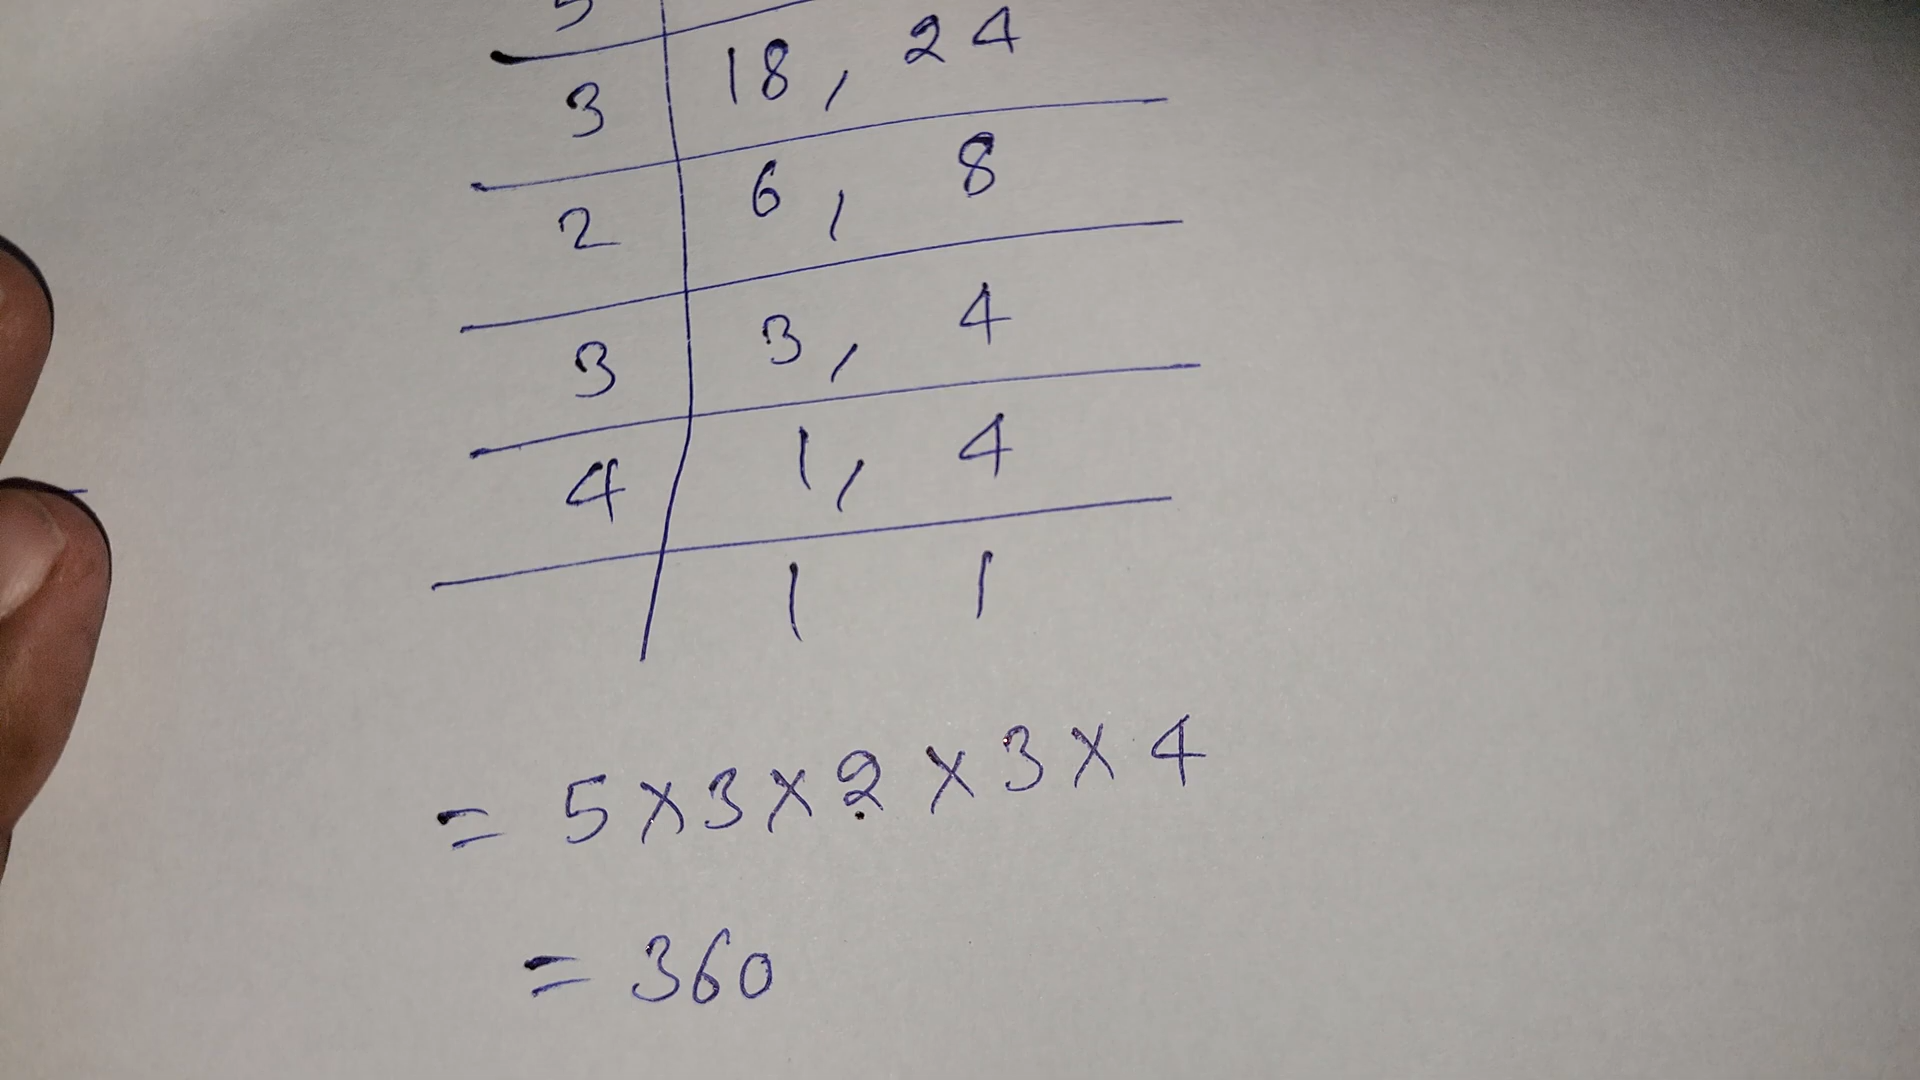 5
3 18, 24
2 6, 8
3 3, 4
4 1, 4
1 1
= 5 x 3 x 2 x 3 x 4
= 360